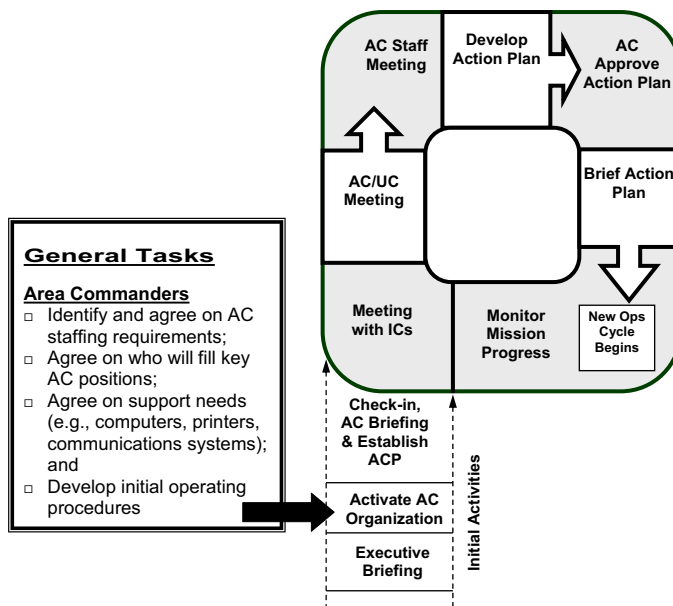 AC Staff
Meeting
Develop
Action Plan
AC
Approve
Action Plan
AC/UC
Meeting
Brief Action
Plan
General Tasks
Area Commanders
□ Identify and agree on AC
staffing requirements;
□ Agree on who will fill key
AC positions;
□ Agree on support needs
(e.g., computers, printers,
communications systems);
and
□ Develop initial operating
procedures
Meeting
with ICs
Monitor
Mission
Progress
New Ops
Cycle
Begins
Check-in,
AC Briefing
& Establish
ACP
Activate AC
Organization
Executive
Briefing
Initial Activities